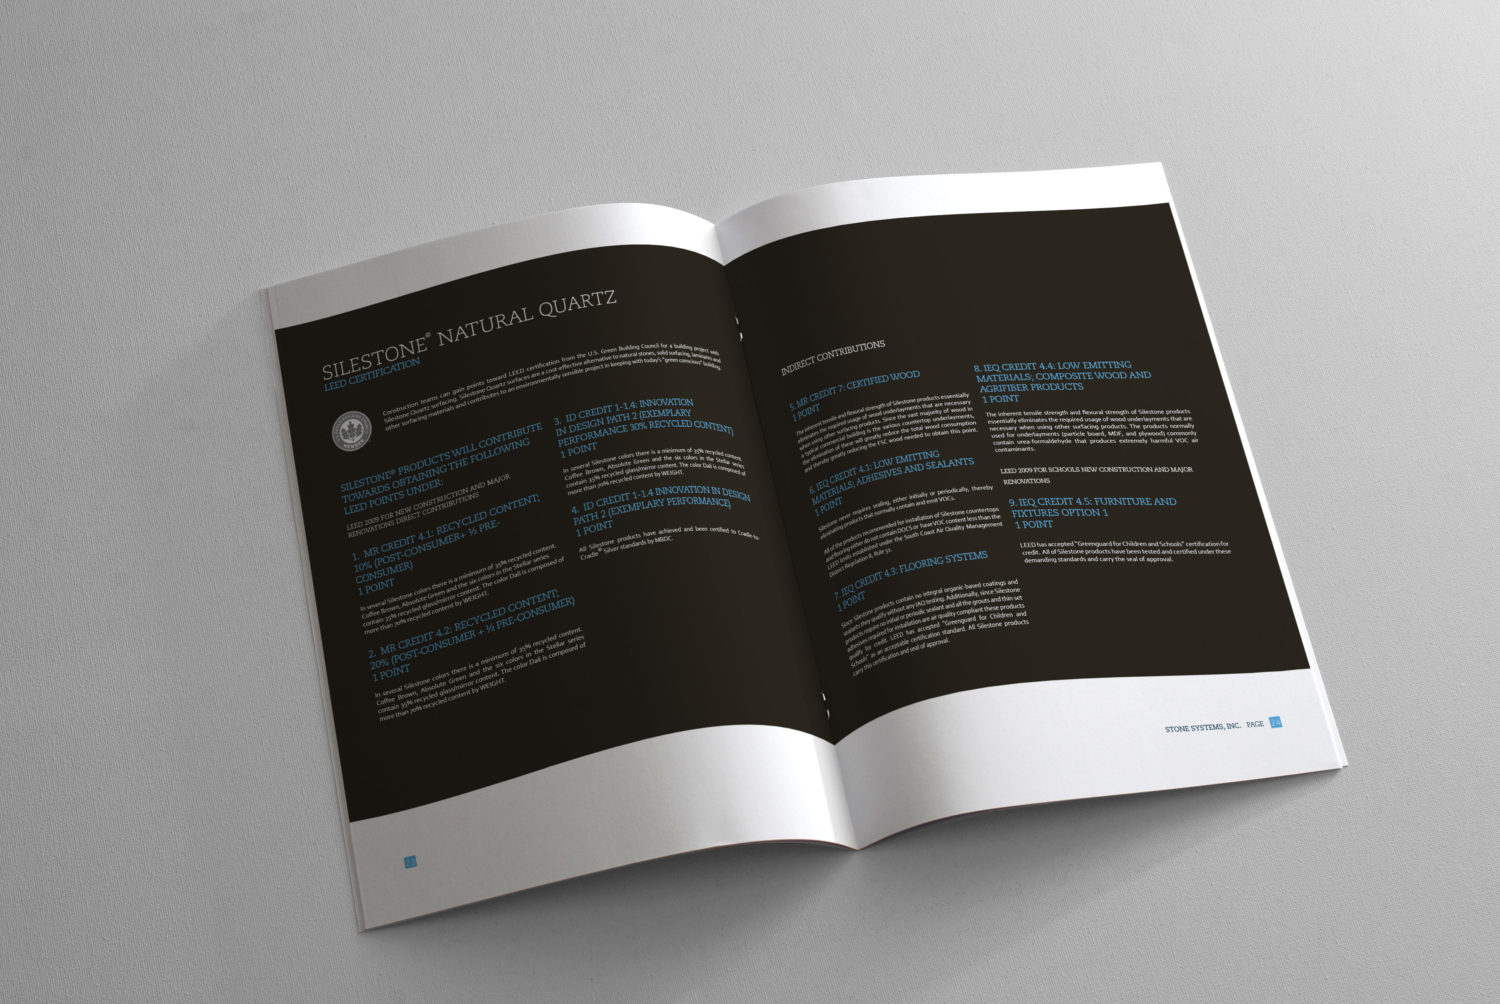 SILESTONE® NATURAL QUARTZ
LEED CERTIFICATION
Construction teams can gain points toward LEED certification from the U.S. Green Building Council for a building project with
Silestone Quartz surfacing. Silestone Quartz surfaces are a cost-effective alternative to natural stones, solid surfacing, laminates and
other surfacing materials and contributes to an environmentally sensible project in keeping with today's "green conscious" building.
SILESTONE® PRODUCTS WILL CONTRIBUTE
TOWARDS OBTAINING THE FOLLOWING
LEED POINTS UNDER:
LEED 2009 FOR NEW CONSTRUCTION AND MAJOR
RENOVATIONS DIRECT CONTRIBUTIONS
1. MR CREDIT 4.1: RECYCLED CONTENT;
10% (POST-CONSUMER+ ½ PRE-
CONSUMER)
1 POINT
In several Silestone colors there is a minimum of 35% recycled content.
Coffee Brown, Absolute Green and the six colors in the Stellar series
contain 35% recycled glass/mirror content. The color Dali is composed of
more than 70% recycled content by WEIGHT.
2. MR CREDIT 4.2: RECYCLED CONTENT;
20% (POST-CONSUMER + ½ PRE-CONSUMER)
1 POINT
In several Silestone colors there is a minimum of 35% recycled content.
Coffee Brown, Absolute Green and the six colors in the Stellar series
contain 35% recycled glass/mirror content. The color Dali is composed of
more than 70% recycled content by WEIGHT.
3. ID CREDIT 1-1.4: INNOVATION
IN DESIGN PATH 2 (EXEMPLARY
PERFORMANCE 30% RECYCLED CONTENT)
1 POINT
In several Silestone colors there is a minimum of 35% recycled content.
Coffee Brown, Absolute Green and the six colors in the Stellar series
contain 35% recycled glass/mirror content. The color Dali is composed of
more than 70% recycled content by WEIGHT.
4. ID CREDIT 1-1.4 INNOVATION IN DESIGN
PATH 2 (EXEMPLARY PERFORMANCE)
1 POINT
All Silestone products have achieved and been certified to Cradle-to-
Cradle® Silver standards by MBDC.
23
INDIRECT CONTRIBUTIONS
5. MR CREDIT 7: CERTIFIED WOOD
1 POINT
The inherent tensile and flexural strength of Silestone products essentially
eliminates the required usage of wood underlayments that are necessary
when using other surfacing products. Since the vast majority of wood in
a typical commercial building is the various countertop underlayments,
the elimination of these will greatly reduce the total wood consumption
and thereby greatly reducing the FSC wood needed to obtain this point.
6. IEQ CREDIT 4.1: LOW EMITTING
MATERIALS; ADHESIVES AND SEALANTS
1 POINT
Silestone never requires sealing, either initially or periodically, thereby
eliminating products that normally contain and emit VOCs.
All of the products recommended for installation of Silestone countertops
and flooring either do not contain DOCS or have VOC content less than the
LEED limits established under the South Coast Air Quality Management
District Regulation 8, Rule 51.
7. IEQ CREDIT 4.3: FLOORING SYSTEMS
1 POINT
Since Silestone products contain no integral organic-based coatings and
sealants they qualify without any IAQ testing. Additionally, since Silestone
products require no initial or periodic sealant and all the grouts and thin set
adhesives required for installation are air quality compliant these products
qualify for credit. LEED has accepted "Greenguard for Children and
Schools" as an acceptable certification standard. All Silestone products
carry this certification and seal of approval.
8. IEQ CREDIT 4.4: LOW EMITTING
MATERIALS; COMPOSITE WOOD AND
AGRIFIBER PRODUCTS
1 POINT
The inherent tensile strength and flexural strength of Silestone products
essentially eliminates the required usage of wood underlayments that are
necessary when using other surfacing products. The products normally
used for underlayments (particle board, MDF, and plywood) commonly
contain urea-formaldehyde that produces extremely harmful VOC air
contaminants.
LEED 2009 FOR SCHOOLS NEW CONSTRUCTION AND MAJOR
RENOVATIONS
9. IEQ CREDIT 4.5: FURNITURE AND
FIXTURES OPTION 1
1 POINT
LEED has accepted "Greenguard for Children and Schools" certification for
credit. All of Silestone products have been tested and certified under these
demanding standards and carry the seal of approval.
STONE SYSTEMS, INC. PAGE 24